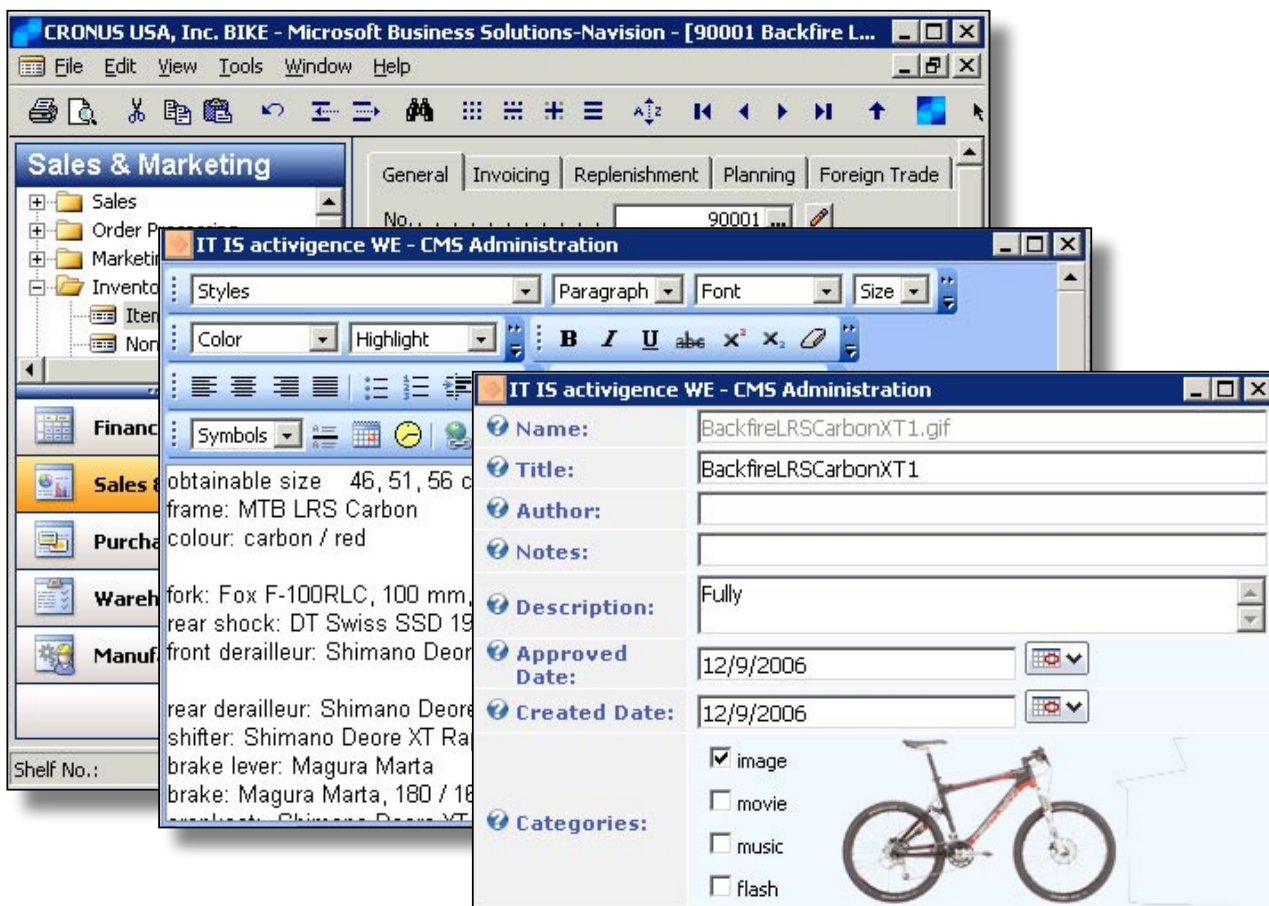 CRONUS USA, Inc. BIKE - Microsoft Business Solutions-Navision - [90001 Backfire L...
File Edit View Tools Window Help
Sales & Marketing
General Invoicing Replenishment Planning Foreign Trade
Sales
No. . . . . . . . . . . . . . 90001 ...
Order P
Marketi
Invento
Iten
Non
Financ
Sales &
Purcha
Wareh
Manuf
Shelf No.:
IT IS activigence WE - CMS Administration
Styles Paragraph Font Size
Color Highlight B I U abc x² x₂
Symbols
obtainable size 46, 51, 56 c
frame: MTB LRS Carbon
colour: carbon / red
fork: Fox F-100RLC, 100 mm,
rear shock: DT Swiss SSD 19
front derailleur: Shimano Deor
rear derailleur: Shimano Deore
shifter: Shimano Deore XT Ra
brake lever: Magura Marta
brake: Magura Marta, 180 / 16
IT IS activigence WE - CMS Administration
Name: BackfireLRSCarbonXT1.gif
Title: BackfireLRSCarbonXT1
Author:
Notes:
Description: Fully
Approved Date: 12/9/2006
Created Date: 12/9/2006
Categories:
image
movie
music
flash